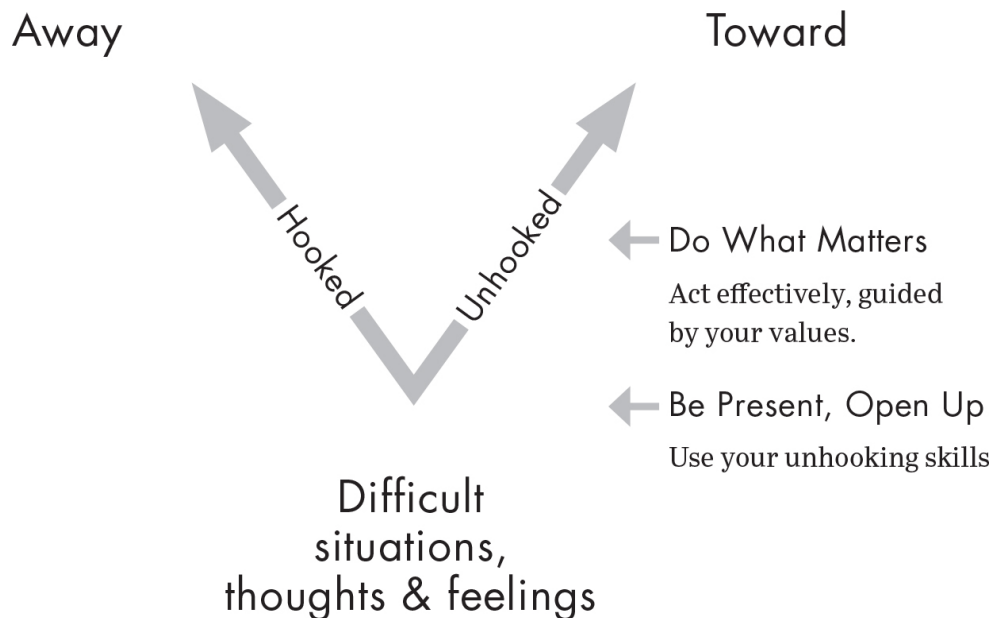 Away
Toward
Hooked
Unhooked
Do What Matters
Act effectively, guided
by your values.
Be Present, Open Up
Use your unhooking skills
Difficult
situations,
thoughts & feelings